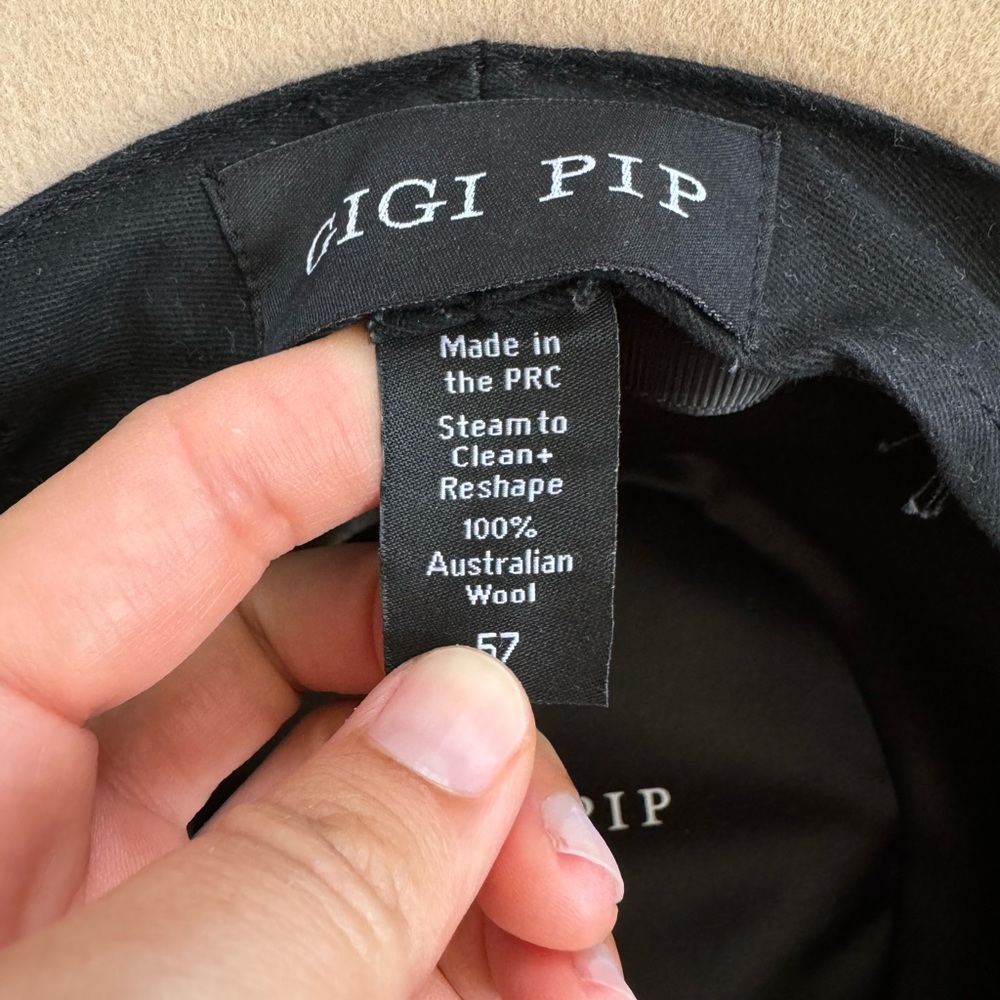 GIGI PIP
Made in
the PRC
Steam to
Clean+
Reshape
100%
Australian
Wool
57
PIP